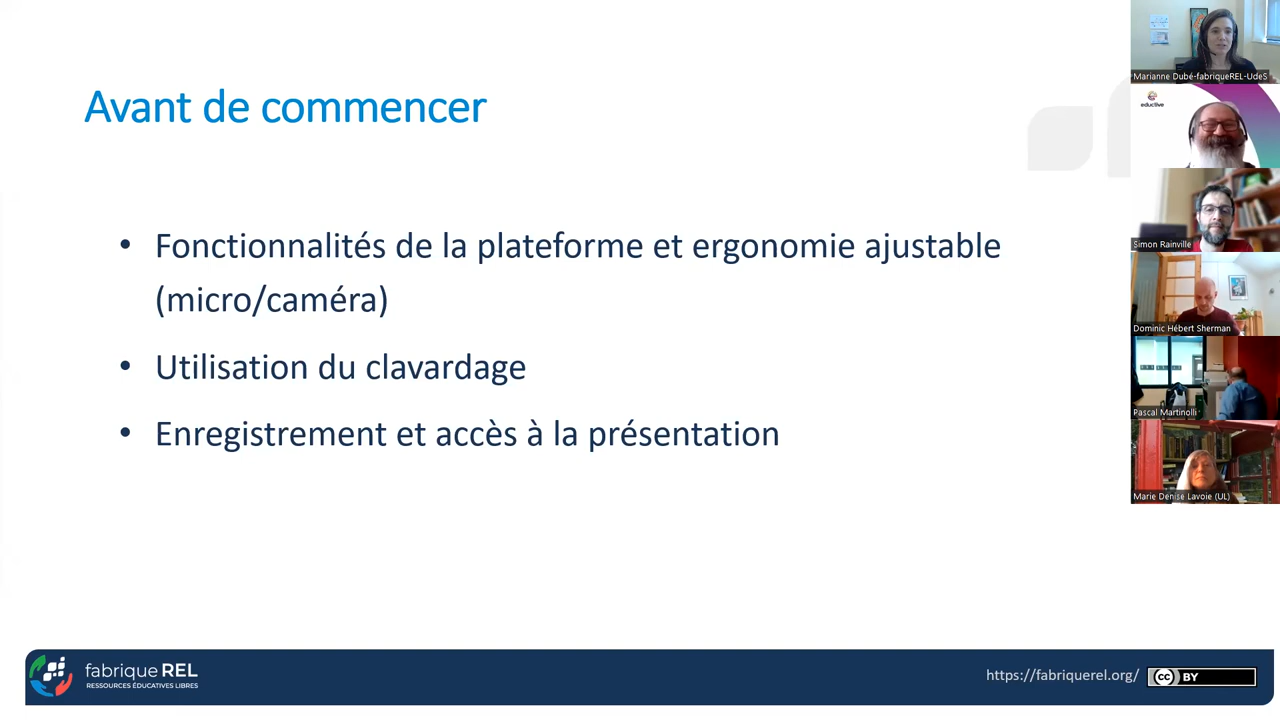 Avant de commencer
• Fonctionnalités de la plateforme et ergonomie ajustable
(micro/caméra)
• Utilisation du clavardage
• Enregistrement et accès à la présentation
Marianne Dubé-fabriqueREL-UdeS
eductive
Simon Rainville
Dominic Hébert Sherman
Pascal Martinolli
Marie Denise Lavoie (UL)
fabrique REL
RESSOURCES ÉDUCATIVES LIBRES
https://fabriquerel.org/
cc BY